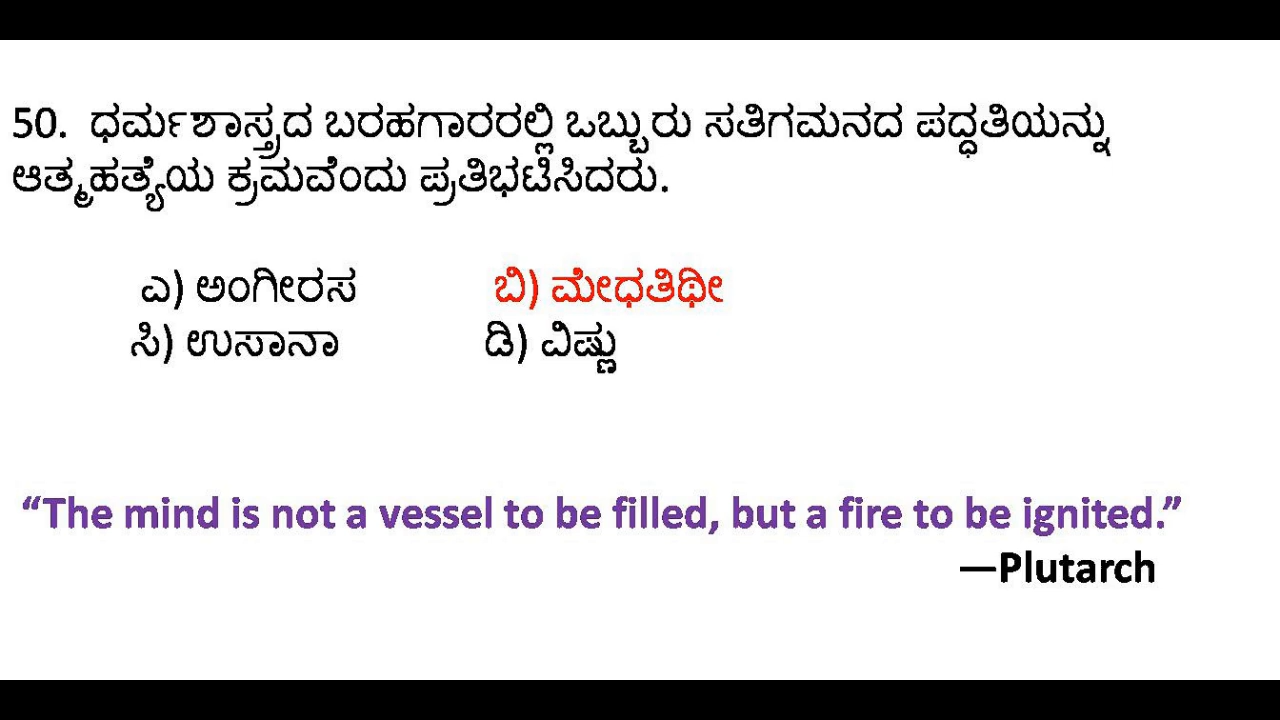 50. ಧರ್ಮಶಾಸ್ತ್ರದ ಬರಹಗಾರರಲ್ಲಿ ಒಬ್ಬುರು ಸತಿಗಮನದ ಪದ್ಧತಿಯನ್ನು
ಆತ್ಮಹತ್ಯೆಯ ಕ್ರಮವೆಂದು ಪ್ರತಿಭಟಿಸಿದರು.
ಎ) ಅಂಗೀರಸ ಬಿ) ಮೇಧತಿಥೀ
ಸಿ) ಉಸಾನಾ ಡಿ) ವಿಷ್ಣು
“The mind is not a vessel to be filled, but a fire to be ignited.”
—Plutarch